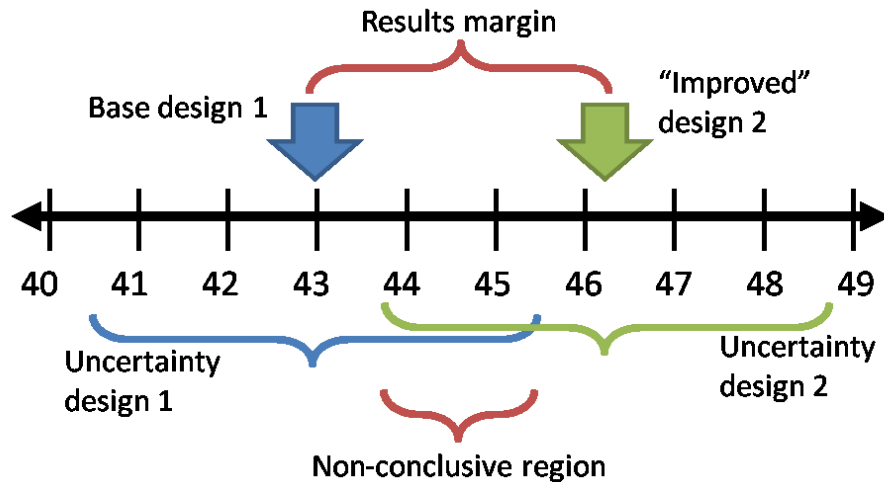 Results margin
Base design 1
“Improved”
design 2
40 41 42 43 44 45 46 47 48 49
Uncertainty
design 1
Uncertainty
design 2
Non-conclusive region